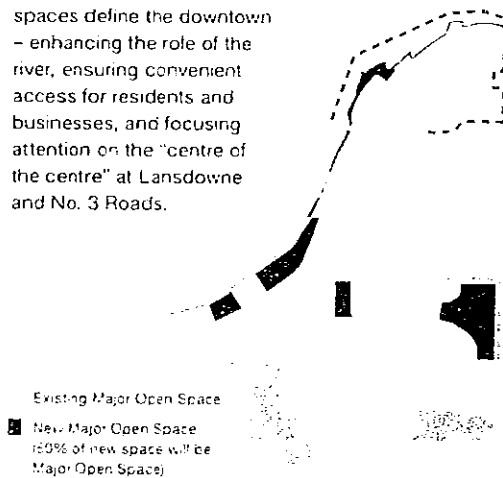 spaces define the downtown
– enhancing the role of the
river, ensuring convenient
access for residents and
businesses, and focusing
attention on the "centre of
the centre" at Lansdowne
and No. 3 Roads.
Existing Major Open Space
New Major Open Space
(60% of new space will be
Major Open Space)